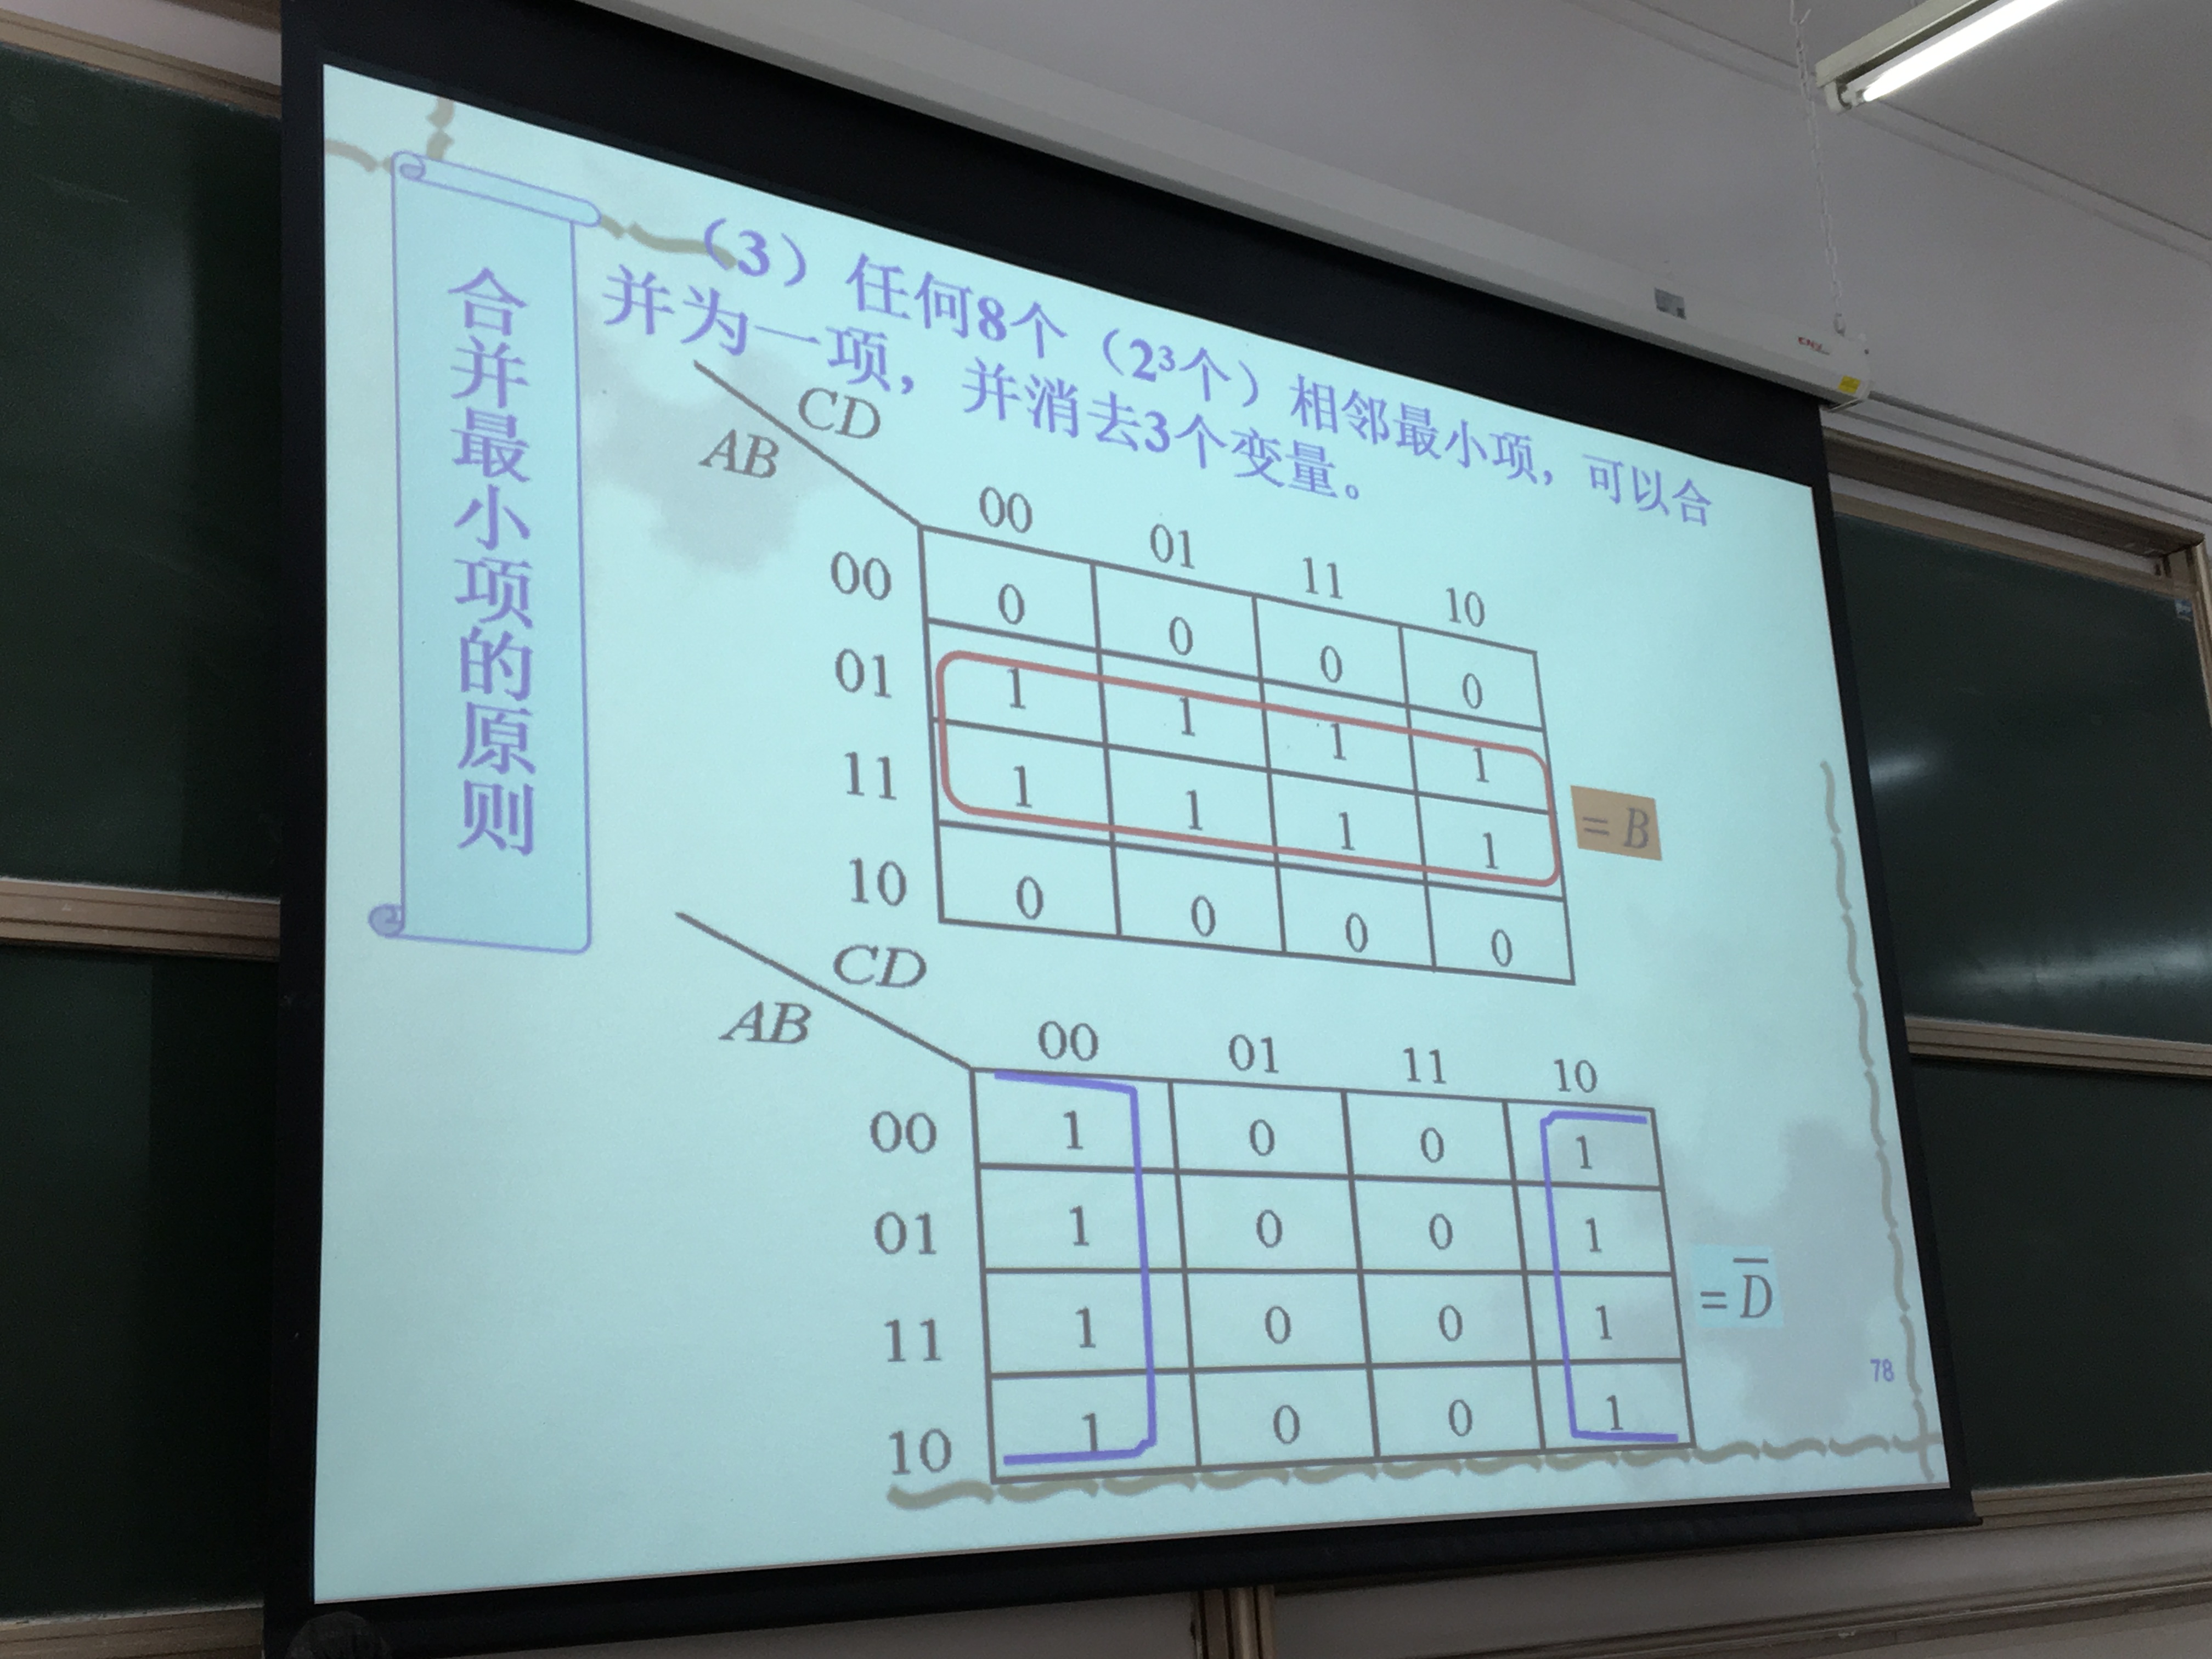 合并最小项的原则
（3）任何8个（2³个）相邻最小项，可以合
并为一项，并消去3个变量。
CD
AB
00 01 11 10
00 0 0 0 0
01 1 1 1 1
11 1 1 1 1
10 0 0 0 0
= B
CD
AB
00 01 11 10
00 1 0 0 1
01 1 0 0 1
11 1 0 0 1
10 1 0 0 1
= D̅
78